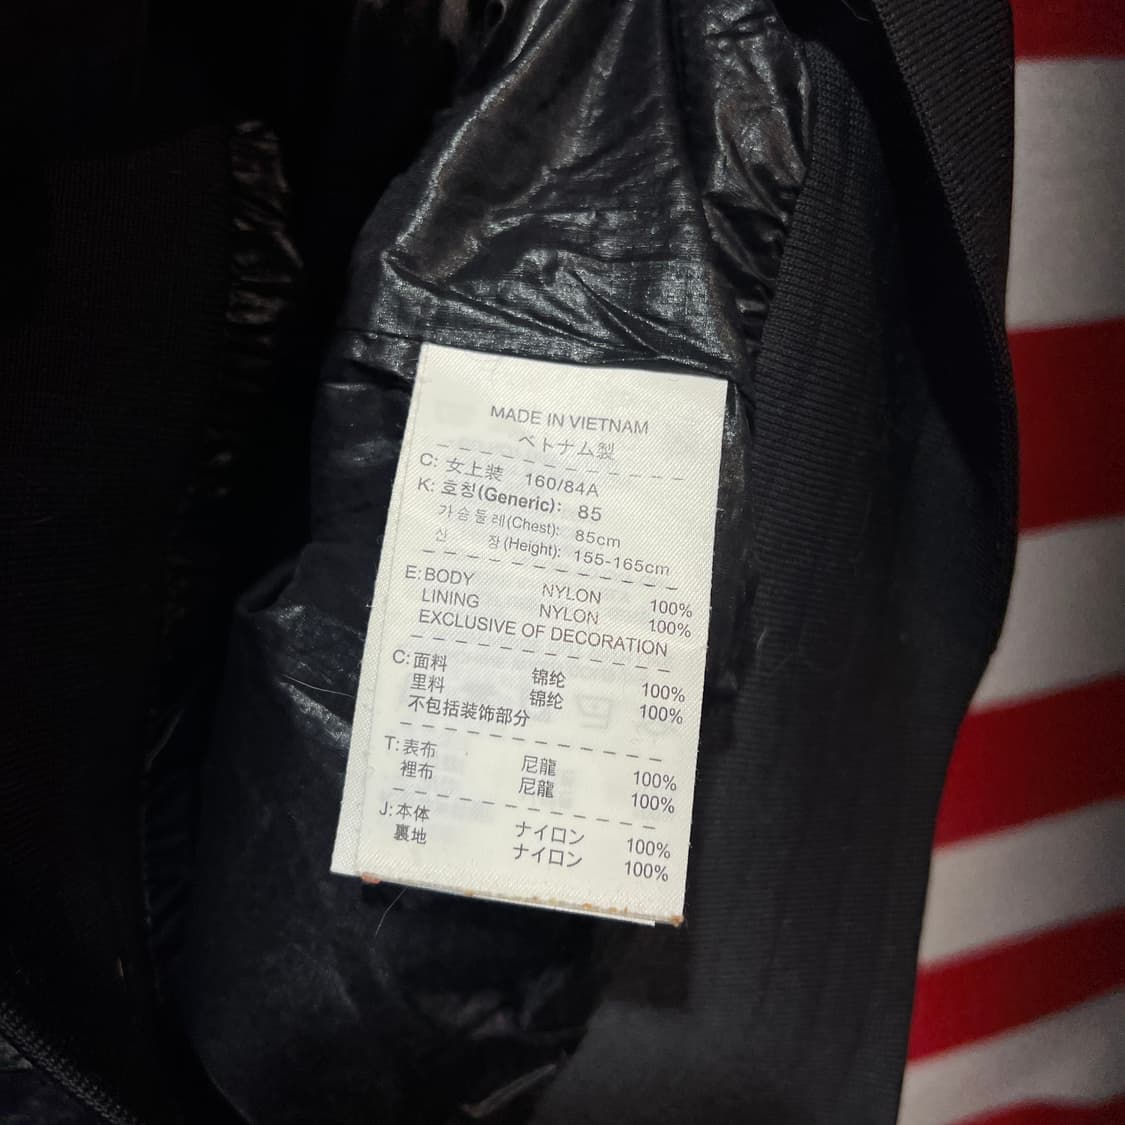 MADE IN VIETNAM
ベトナム製
C: 女上装 160/84A
K: 호칭(Generic): 85
가슴둘레(Chest): 85cm
신 장(Height): 155-165cm
E: BODY NYLON 100%
LINING NYLON 100%
EXCLUSIVE OF DECORATION
C: 面料 锦纶 100%
里料 锦纶 100%
不包括装饰部分
T: 表布 尼龍 100%
裡布 尼龍 100%
J: 本体 ナイロン 100%
裏地 ナイロン 100%